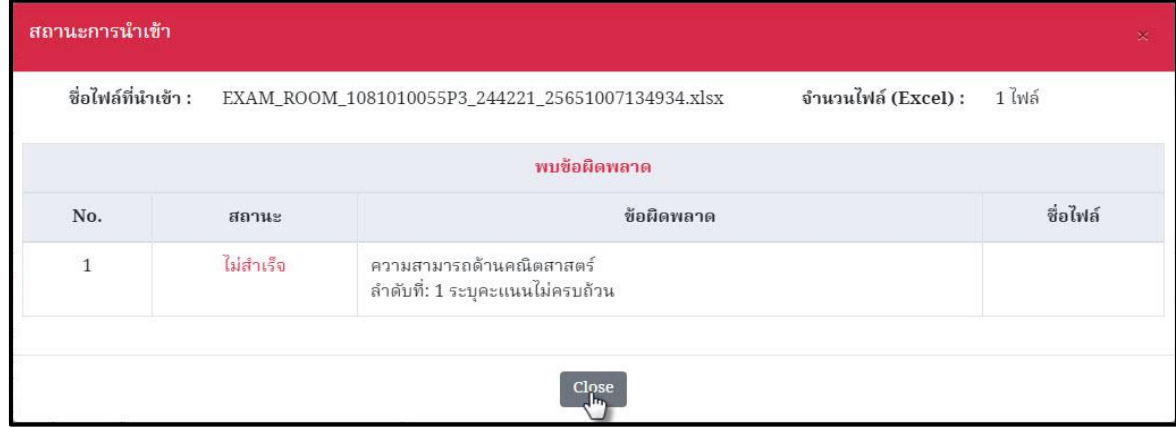 สถานะการนำเข้า ×
ชื่อไฟล์ที่นำเข้า : EXAM_ROOM_1081010055P3_244221_25651007134934.xlsx จำนวนไฟล์ (Excel) : 1 ไฟล์
พบข้อผิดพลาด
No. สถานะ ข้อผิดพลาด ชื่อไฟล์
1 ไม่สำเร็จ ความสามารถด้านคณิตสาสตร์
ลำดับที่: 1 ระบุคะแนนไม่ครบถ้วน
Close